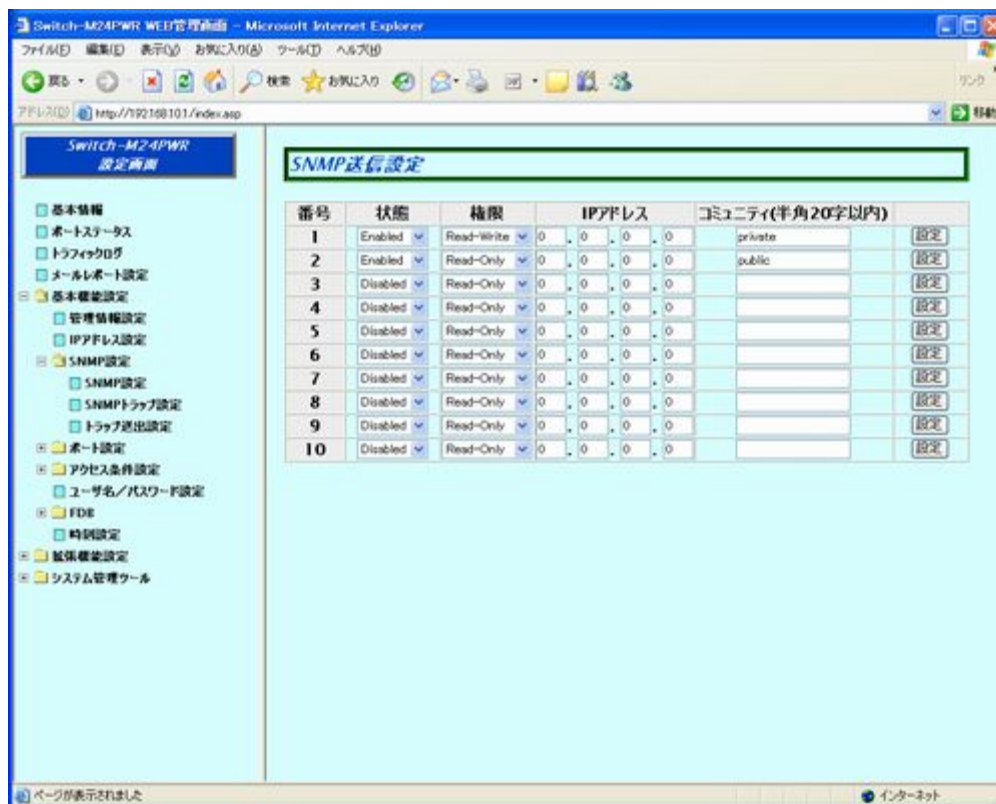 Switch-M24PWR WEB管理画面 - Microsoft Internet Explorer
ファイル(F) 編集(E) 表示(V) お気に入り(A) ツール(T) ヘルプ(H)
戻る 検索 お気に入り リンク
アドレス(D) http://192.168.10.1/index.asp 移動
Switch-M24PWR
設定画面
基本情報
ポートステータス
トラフィックログ
メールレポート設定
基本機能設定
管理情報設定
IPアドレス設定
SNMP設定
SNMP設定
SNMPトラップ設定
トラップ送出設定
ポート設定
アクセス条件設定
ユーザ名/パスワード設定
FDB
時刻設定
拡張機能設定
システム管理ツール
SNMP送信設定
番号 状態 権限 IPアドレス コミュニティ(半角20字以内)
1 Enabled Read-Write 0 . 0 . 0 . 0 private 設定
2 Enabled Read-Only 0 . 0 . 0 . 0 public 設定
3 Disabled Read-Only 0 . 0 . 0 . 0 設定
4 Disabled Read-Only 0 . 0 . 0 . 0 設定
5 Disabled Read-Only 0 . 0 . 0 . 0 設定
6 Disabled Read-Only 0 . 0 . 0 . 0 設定
7 Disabled Read-Only 0 . 0 . 0 . 0 設定
8 Disabled Read-Only 0 . 0 . 0 . 0 設定
9 Disabled Read-Only 0 . 0 . 0 . 0 設定
10 Disabled Read-Only 0 . 0 . 0 . 0 設定
ページが表示されました インターネット